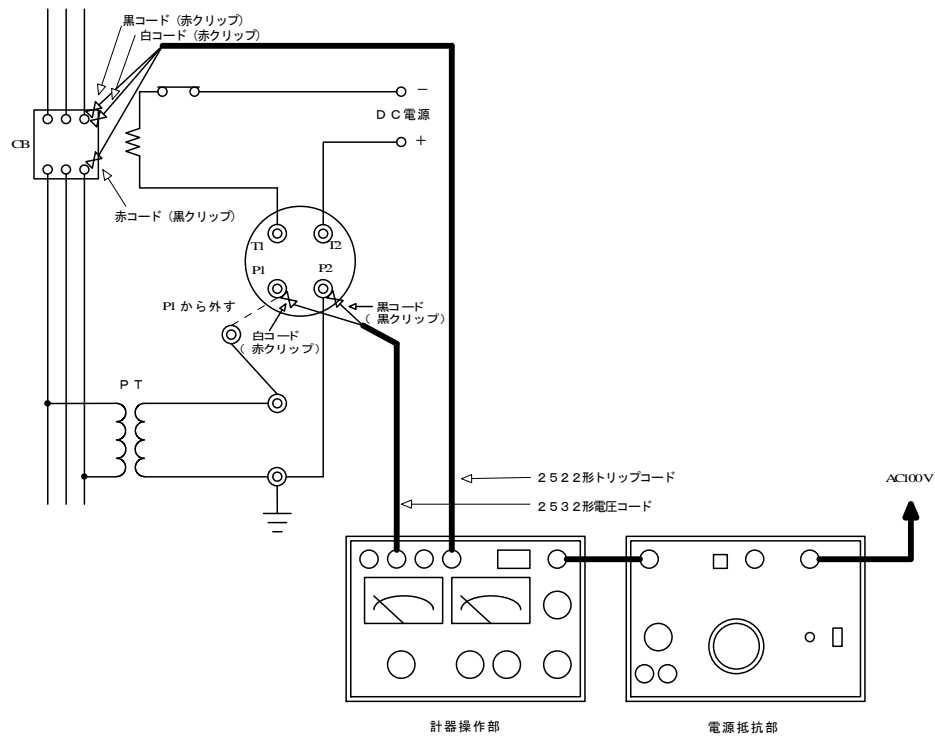 黒コード（赤クリップ）
白コード（赤クリップ）
－
ＤＣ電源
＋
CB
赤コード（黒クリップ）
T1
T2
P1
P2
P1から外す
黒コード
（黒クリップ）
白コード
（赤クリップ）
ＰＴ
２５２２形トリップコード
２５３２形電圧コード
AC100V
計器操作部
電源抵抗部